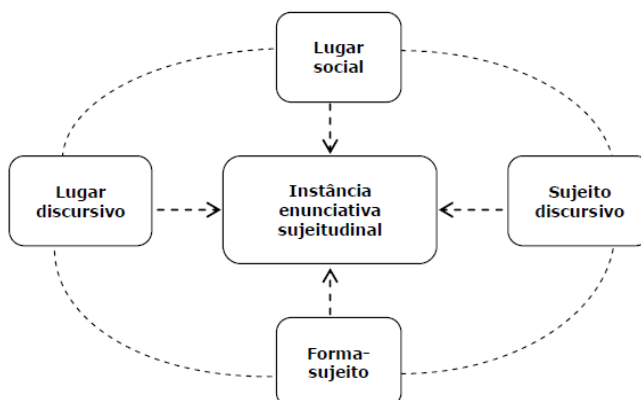 Lugar
social
Lugar
discursivo
Instância
enunciativa
sujeitudinal
Sujeito
discursivo
Forma-
sujeito